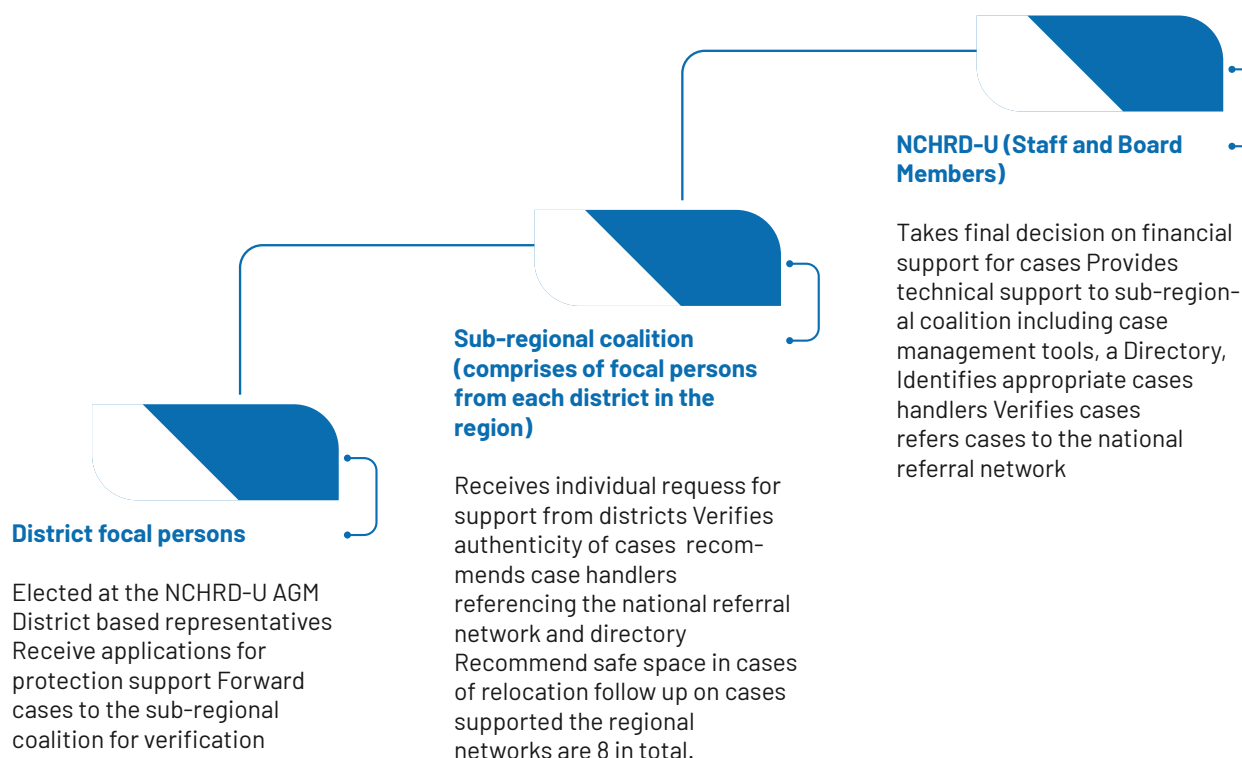 District focal persons
Elected at the NCHRD-U AGM
District based representatives
Receive applications for
protection support Forward
cases to the sub-regional
coalition for verification
Sub-regional coalition
(comprises of focal persons
from each district in the
region)
Receives individual requess for
support from districts Verifies
authenticity of cases recom-
mends case handlers
referencing the national referral
network and directory
Recommend safe space in cases
of relocation follow up on cases
supported the regional
networks are 8 in total.
NCHRD-U (Staff and Board
Members)
Takes final decision on financial
support for cases Provides
technical support to sub-region-
al coalition including case
management tools, a Directory,
Identifies appropriate cases
handlers Verifies cases
refers cases to the national
referral network